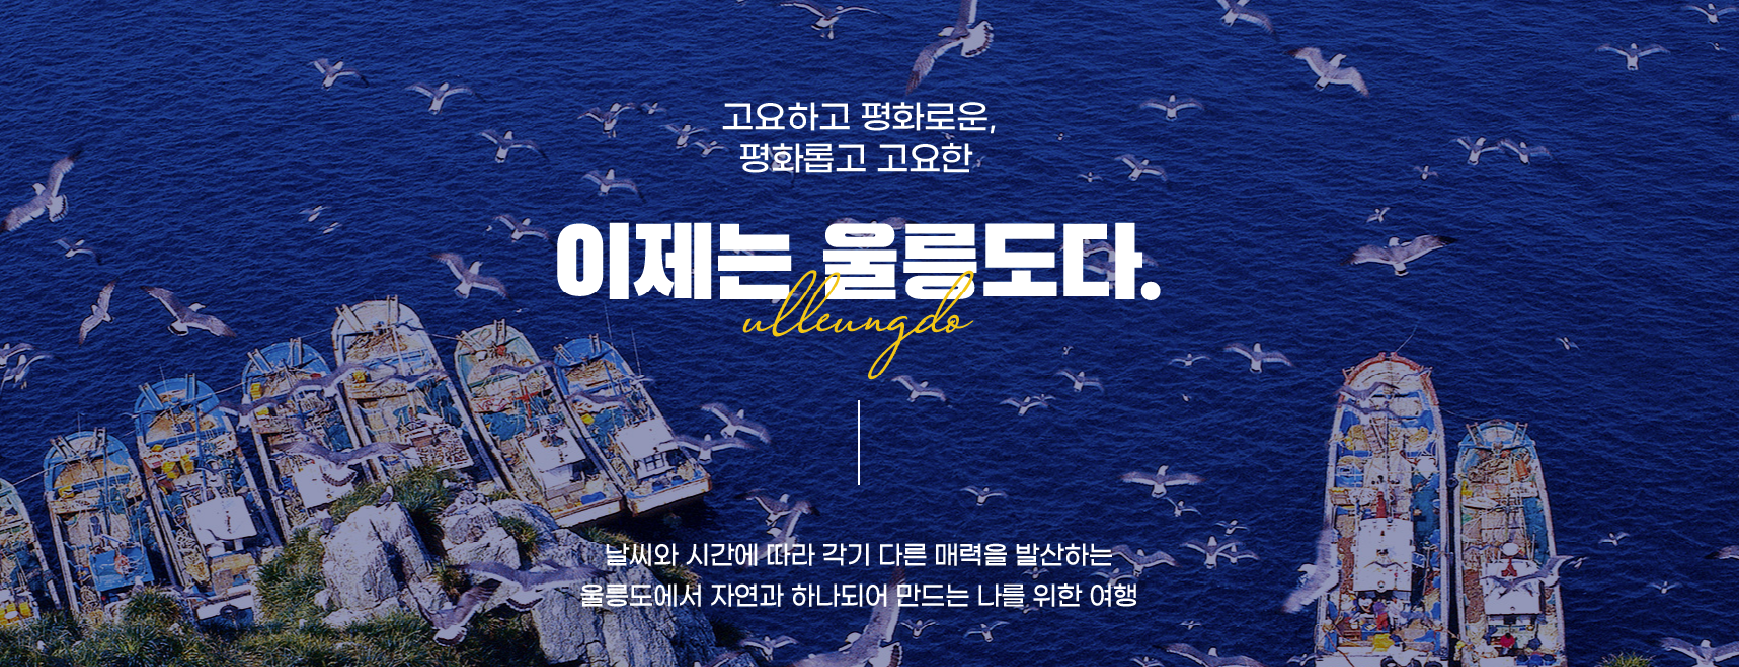 고요하고 평화로운,
평화롭고 고요한
이제는 울릉도다.
ulleungdo
날씨와 시간에 따라 각기 다른 매력을 발산하는
울릉도에서 자연과 하나되어 만드는 나를 위한 여행